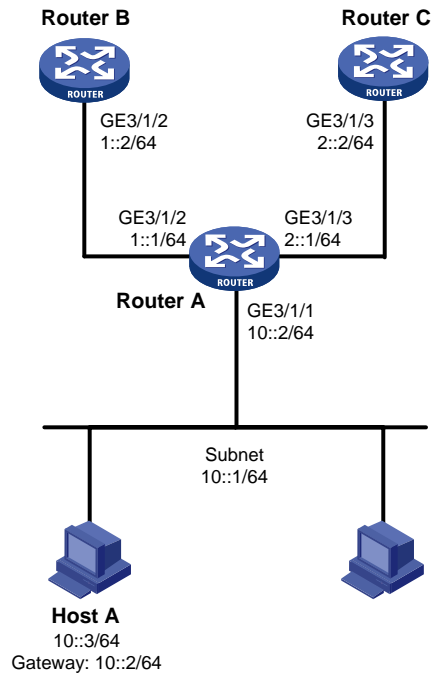 Router B
Router C
ROUTER
ROUTER
GE3/1/2
1::2/64
GE3/1/3
2::2/64
GE3/1/2
1::1/64
GE3/1/3
2::1/64
ROUTER
Router A
GE3/1/1
10::2/64
Subnet
10::1/64
Host A
10::3/64
Gateway: 10::2/64